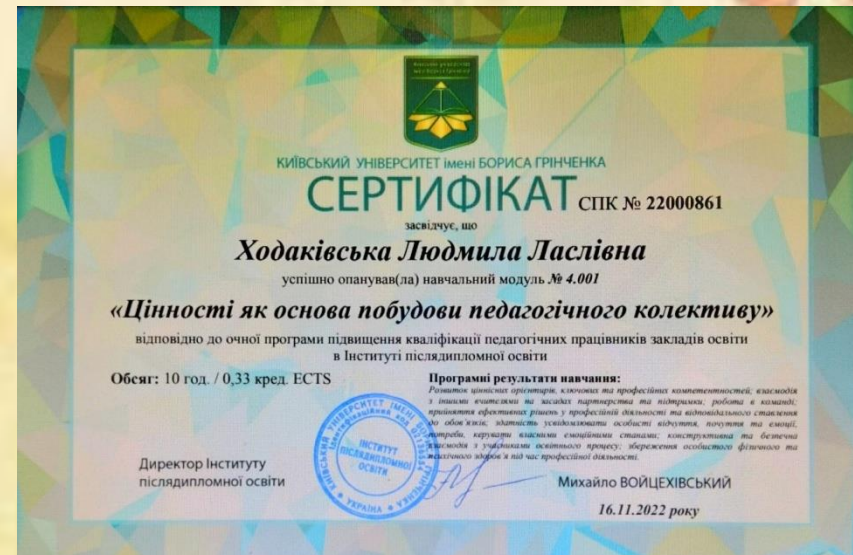 КИЇВСЬКИЙ УНІВЕРСИТЕТ імені БОРИСА ГРІНЧЕНКА
СЕРТИФІКАТ СПК № 22000861
засвідчує, що
Ходаківська Людмила Ласлівна
успішно опанував(ла) навчальний модуль № 4.001
«Цінності як основа побудови педагогічного колективу»
відповідно до очної програми підвищення кваліфікації педагогічних працівників закладів освіти
в Інституті післядипломної освіти
Обсяг: 10 год. / 0,33 кред. ECTS
Програмні результати навчання:
Розвиток ціннісних орієнтирів, ключових та професійних компетентностей; взаємодія
з іншими вчителями на засадах партнерства та підтримки; робота в команді;
прийняття ефективних рішень у професійній діяльності та відповідального ставлення
до обов'язків; здатність усвідомлювати особисті відчуття, почуття та емоції,
потреби, керувати власними емоційними станами; конструктивна та безпечна
взаємодія з учасниками освітнього процесу; збереження особистого фізичного та
психічного здоров'я під час професійної діяльності.
ІНСТИТУТ
ПІСЛЯДИПЛОМНОЇ
ОСВІТИ
УКРАЇНА
Директор Інституту
післядипломної освіти
Михайло ВОЙЦЕХІВСЬКИЙ
16.11.2022 року